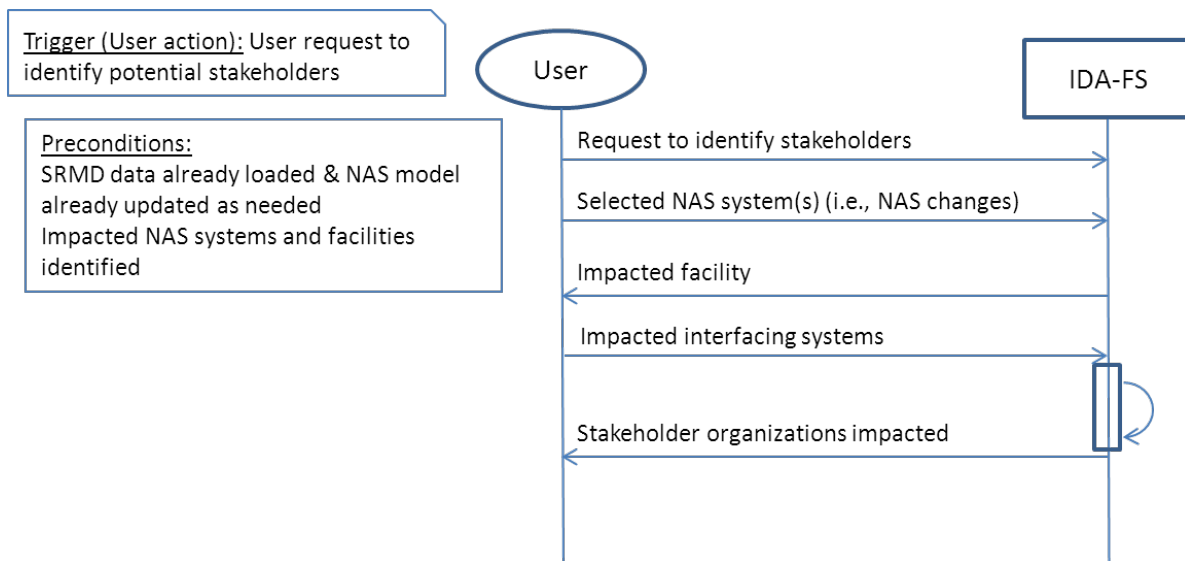 Trigger (User action): User request to
identify potential stakeholders
User
IDA-FS
Preconditions:
SRMD data already loaded & NAS model
already updated as needed
Impacted NAS systems and facilities
identified
Request to identify stakeholders
Selected NAS system(s) (i.e., NAS changes)
Impacted facility
Impacted interfacing systems
Stakeholder organizations impacted